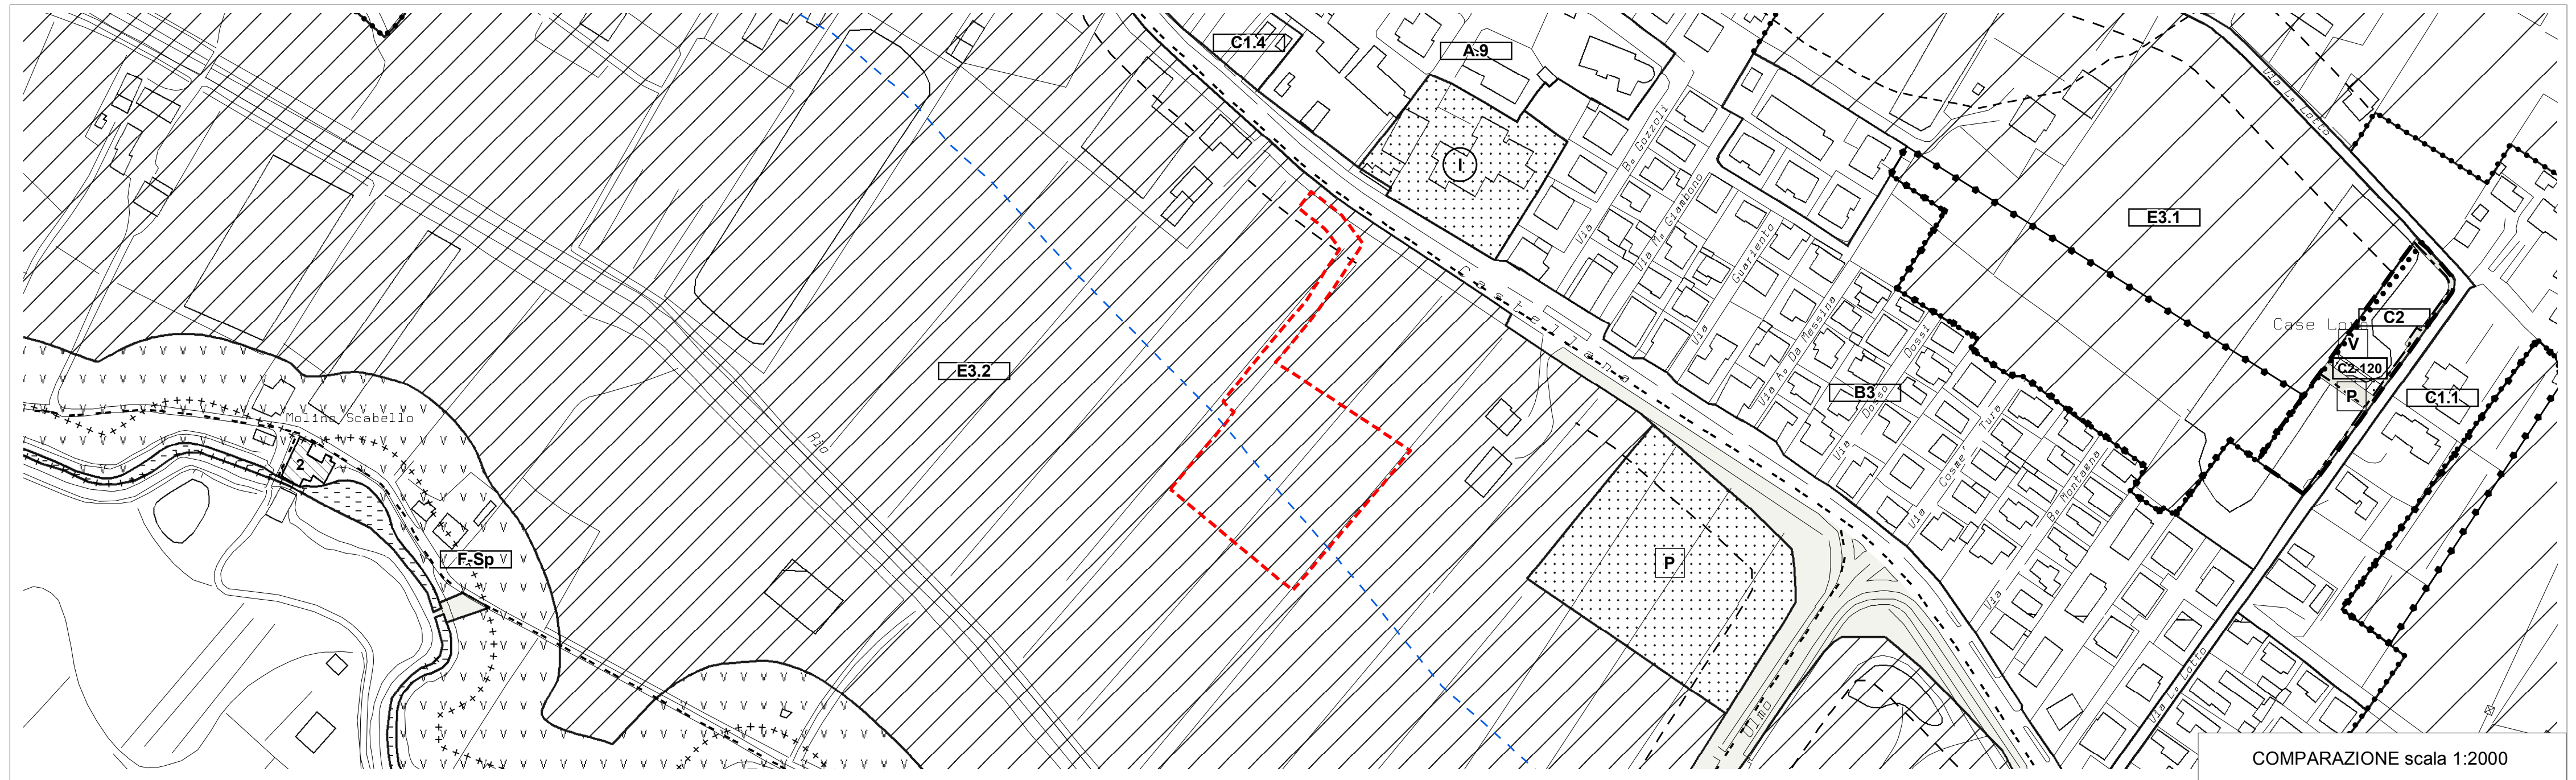 C1.4
A.9
I
Via L. Lotto
E3.1
Via B. Gozzoli
Via M. Giambono
Via Guariento
Via A. Da Messina
Via Dosso Dossi
Via Cosme' Tura
Via B. Montagna
Castellana
Case
C2
V
C2-120
P
C1.1
B3
E3.2
Molino Scabello
Rio
2
F-Sp
P
Dimo
Via L. Lotto
COMPARAZIONE scala 1:2000